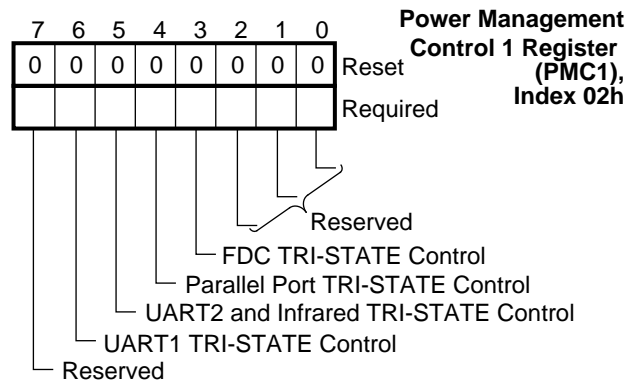 Power Management
Control 1 Register
(PMC1),
Index 02h
7 6 5 4 3 2 1 0
0 0 0 0 0 0 0 0 Reset
Required
Reserved
FDC TRI-STATE Control
Parallel Port TRI-STATE Control
UART2 and Infrared TRI-STATE Control
UART1 TRI-STATE Control
Reserved